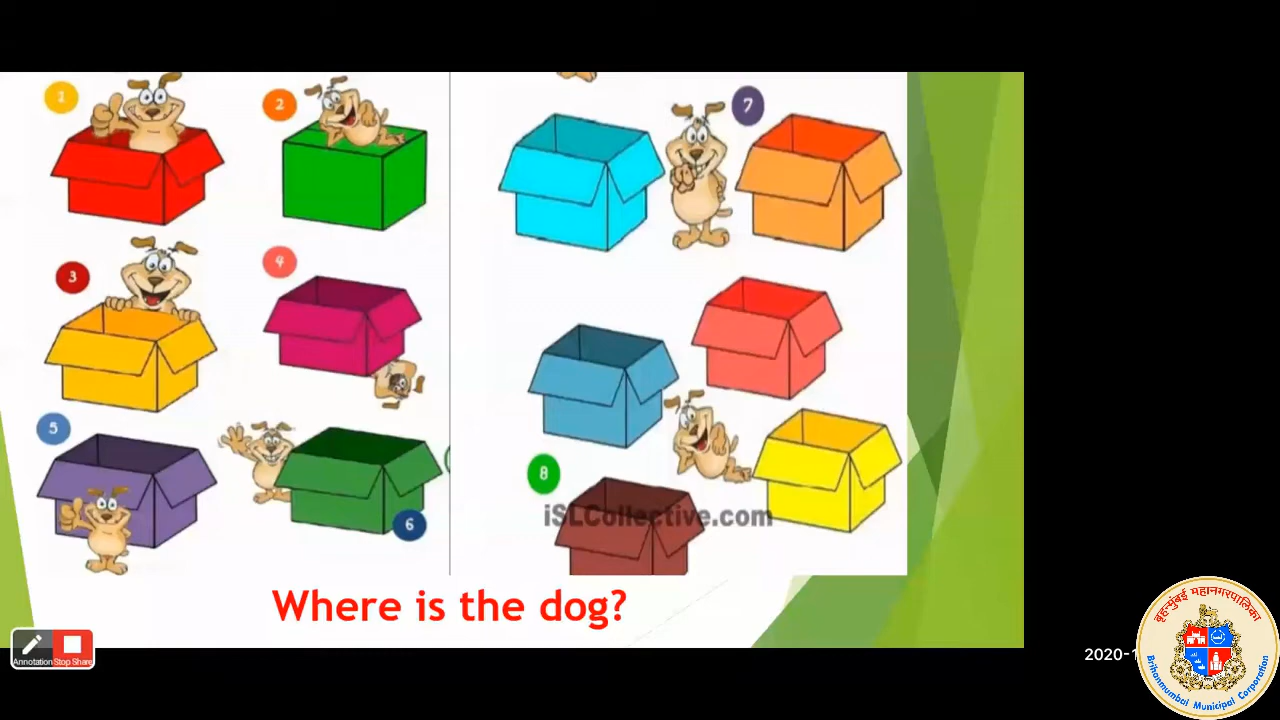 1
2
3
4
5
6
7
8
iSLCollective.com
Where is the dog?
Annotation
Stop Share
2020-1
बृहन्मुंबई महानगरपालिका
Brihanmumbai Municipal Corporation